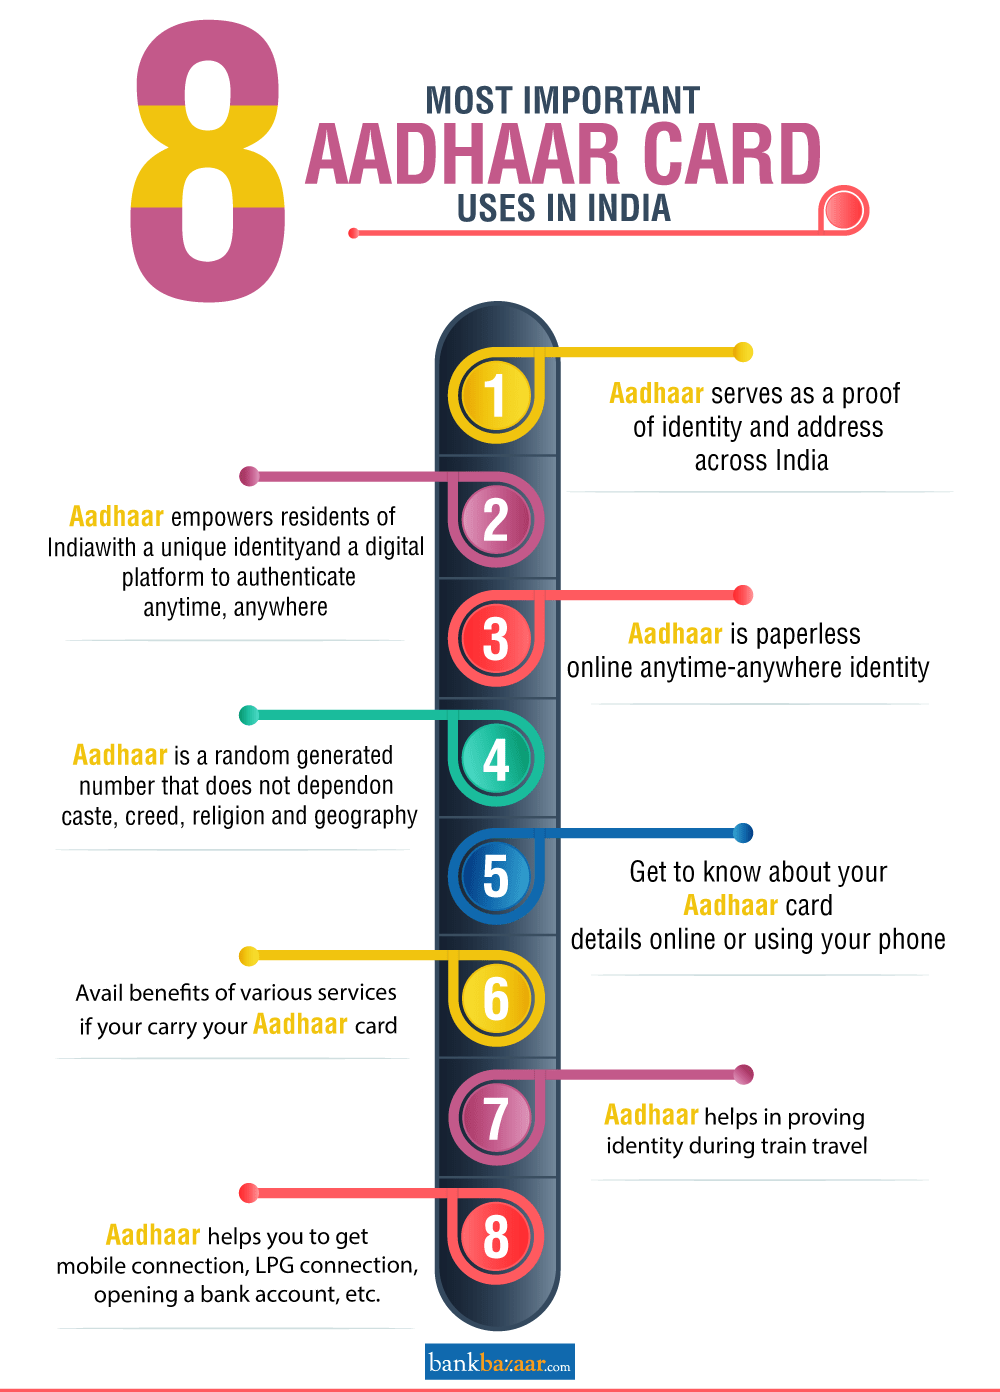 8
MOST IMPORTANT
AADHAAR CARD
USES IN INDIA
1
Aadhaar serves as a proof
of identity and address
across India
2
Aadhaar empowers residents of
Indiawith a unique identityand a digital
platform to authenticate
anytime, anywhere
3
Aadhaar is paperless
online anytime-anywhere identity
4
Aadhaar is a random generated
number that does not dependon
caste, creed, religion and geography
5
Get to know about your
Aadhaar card
details online or using your phone
6
Avail benefits of various services
if your carry your Aadhaar card
7
Aadhaar helps in proving
identity during train travel
8
Aadhaar helps you to get
mobile connection, LPG connection,
opening a bank account, etc.
bankbazaar.com